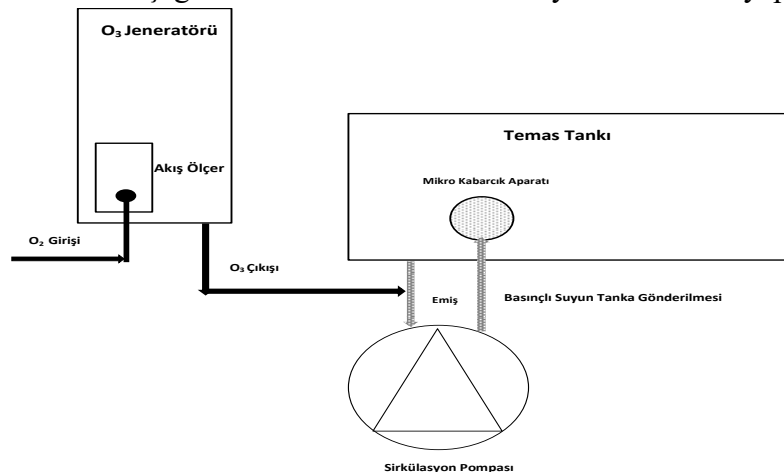 O₃ Jeneratörü
Akış Ölçer
O₂ Girişi
O₃ Çıkışı
Temas Tankı
Mikro Kabarcık Aparatı
Emiş
Basınçlı Suyun Tanka Gönderilmesi
Sirkülasyon Pompası